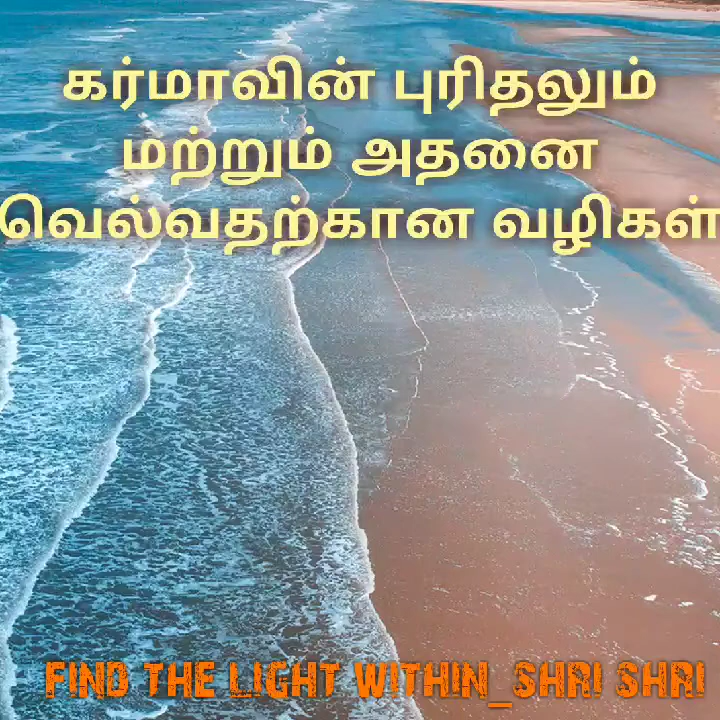 கர்மாவின் புரிதலும்
மற்றும் அதனை
வெல்வதற்கான வழிகள்
FIND THE LIGHT WITHIN_SHRI SHRI